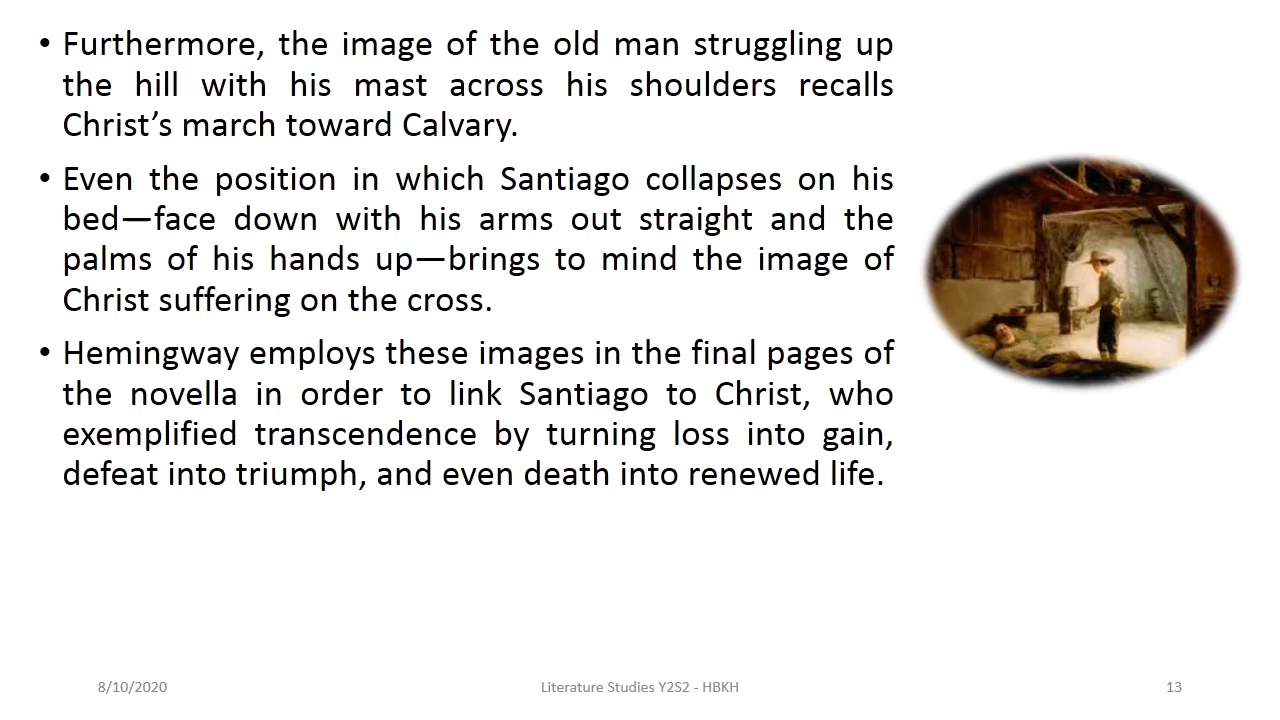 • Furthermore, the image of the old man struggling up
the hill with his mast across his shoulders recalls
Christ’s march toward Calvary.
• Even the position in which Santiago collapses on his
bed—face down with his arms out straight and the
palms of his hands up—brings to mind the image of
Christ suffering on the cross.
• Hemingway employs these images in the final pages of
the novella in order to link Santiago to Christ, who
exemplified transcendence by turning loss into gain,
defeat into triumph, and even death into renewed life.
8/10/2020
Literature Studies Y2S2 - HBKH
13